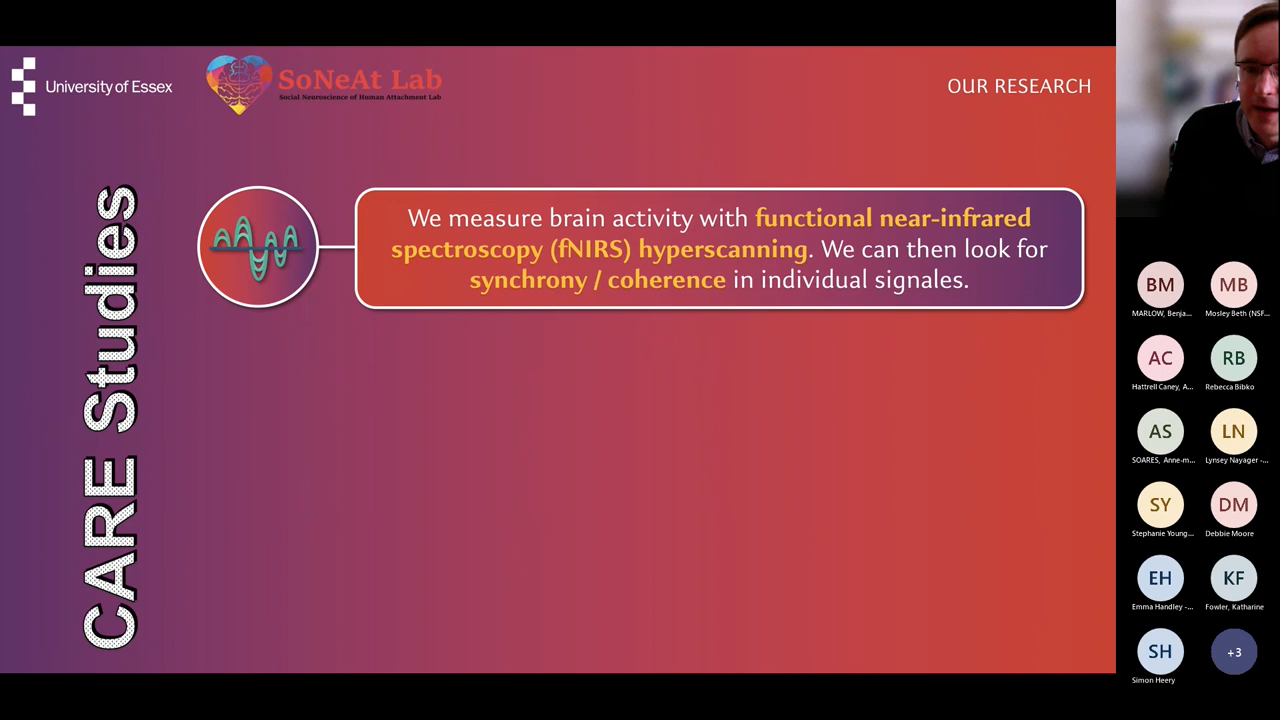 University of Essex
SoNeAt Lab
Social Neuroscience of Human Attachment Lab
OUR RESEARCH
CARE Studies
We measure brain activity with functional near-infrared
spectroscopy (fNIRS) hyperscanning. We can then look for
synchrony / coherence in individual signales.
BM
MARLOW, Benja...
MB
Mosley Beth (NSF...
AC
Hattrell Caney, A...
RB
Rebecca Bibko
AS
SOARES, Anne-m...
LN
Lynsey Nayager -...
SY
Stephanie Young...
DM
Debbie Moore
EH
Emma Handley -...
KF
Fowler, Katharine
SH
Simon Heery
+3